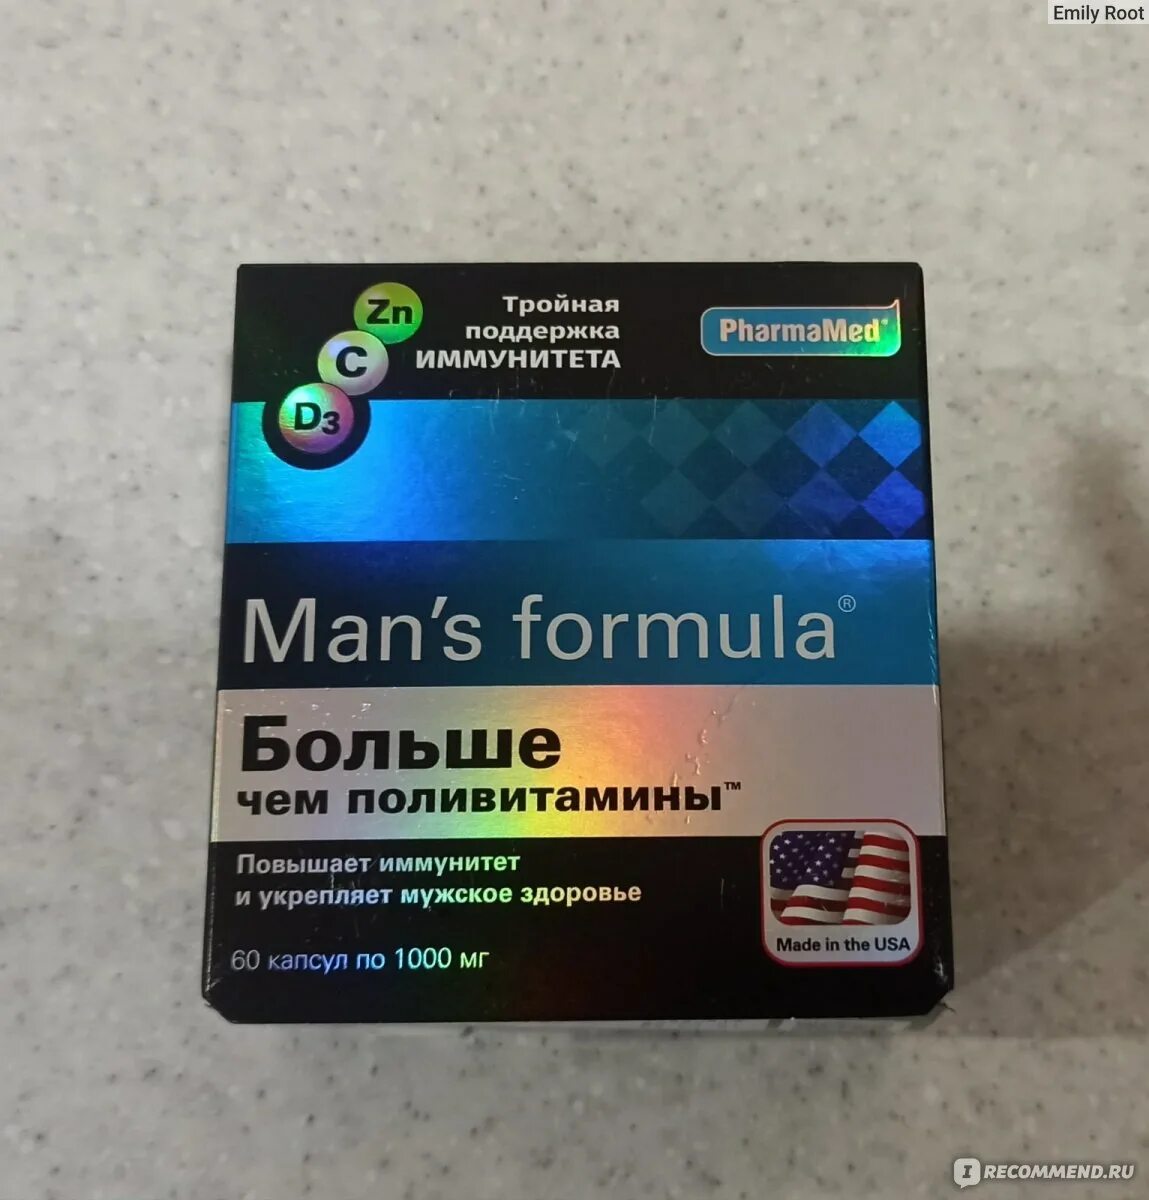 Emily Root
Zn
C
D3
Тройная
поддержка
ИММУНИТЕТА
PharmaMed®
Man's formula®
Больше
чем поливитамины™
Повышает иммунитет
и укрепляет мужское здоровье
60 капсул по 1000 мг
Made in the USA
IRECOMMEND.RU